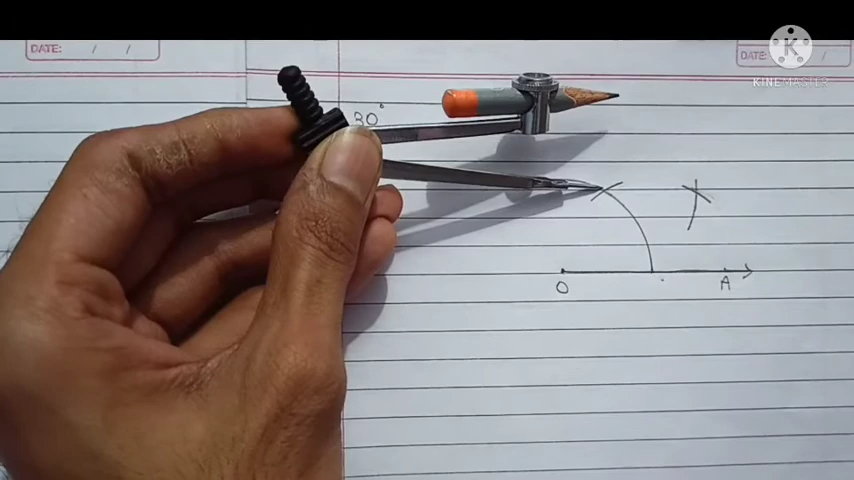 DATE: / /
DATE:
K
KINEMASTER
30°
O A